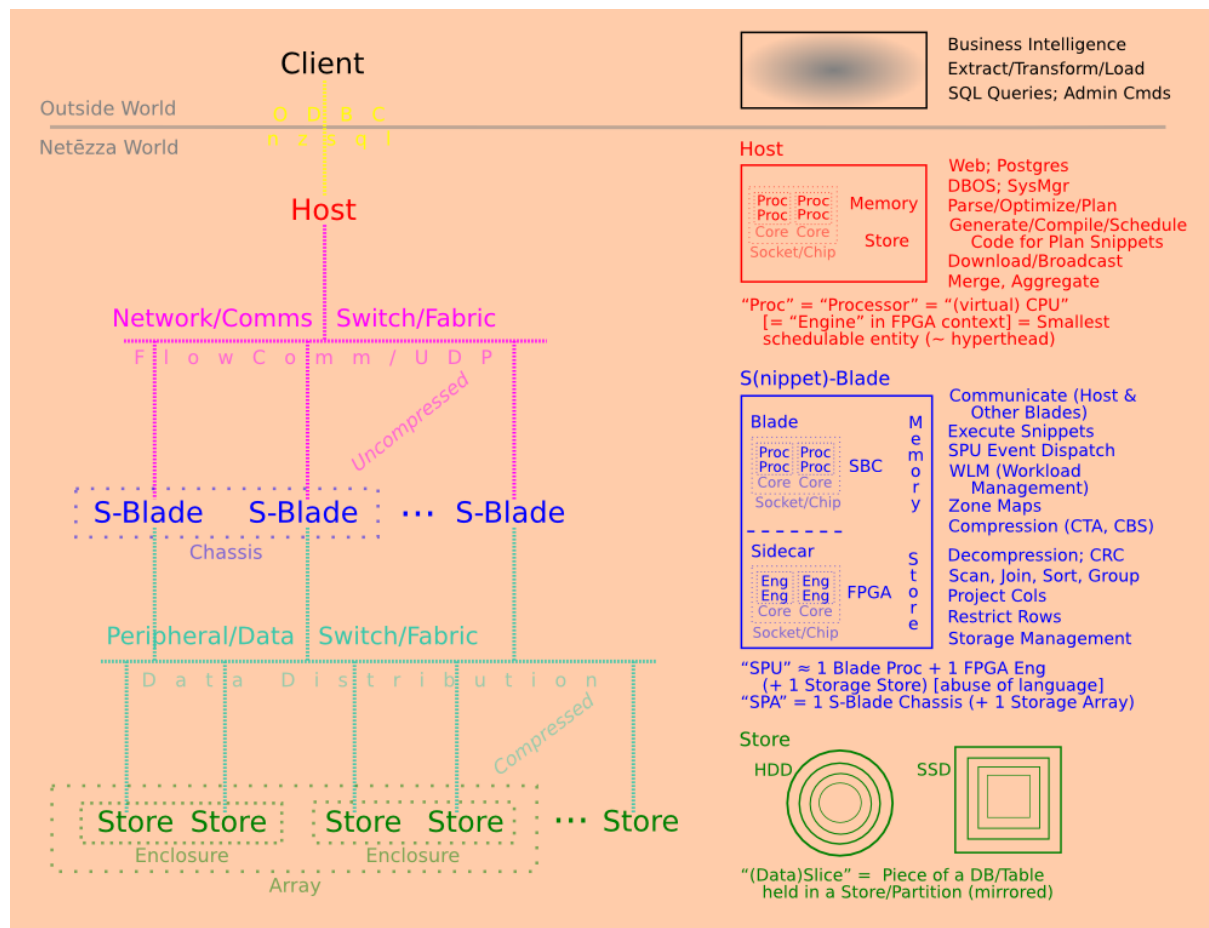 Client
Outside World
O D B C
n z s q l
Netēzza World
Host
Network/Comms Switch/Fabric
F l o w C o m m / U D P
Uncompressed
S-Blade S-Blade ··· S-Blade
Chassis
Peripheral/Data Switch/Fabric
D a t a D i s t r i b u t i o n
Compressed
Store Store Store Store ··· Store
Enclosure Enclosure
Array
Business Intelligence
Extract/Transform/Load
SQL Queries; Admin Cmds
Host
Proc Proc
Proc Proc
Core Core
Socket/Chip
Memory
Store
Web; Postgres
DBOS; SysMgr
Parse/Optimize/Plan
Generate/Compile/Schedule
Code for Plan Snippets
Download/Broadcast
Merge, Aggregate
“Proc” = “Processor” = “(virtual) CPU”
[= “Engine” in FPGA context] = Smallest
schedulable entity (~ hyperthead)
S(nippet)-Blade
Blade
Proc Proc
Proc Proc
Core Core
Socket/Chip
SBC
Memory
Sidecar
Eng Eng
Eng Eng
Core Core
Socket/Chip
FPGA
Store
Communicate (Host &
Other Blades)
Execute Snippets
SPU Event Dispatch
WLM (Workload
Management)
Zone Maps
Compression (CTA, CBS)
Decompression; CRC
Scan, Join, Sort, Group
Project Cols
Restrict Rows
Storage Management
“SPU” ≈ 1 Blade Proc + 1 FPGA Eng
(+ 1 Storage Store) [abuse of language]
“SPA” = 1 S-Blade Chassis (+ 1 Storage Array)
Store
HDD
SSD
“(Data)Slice” = Piece of a DB/Table
held in a Store/Partition (mirrored)